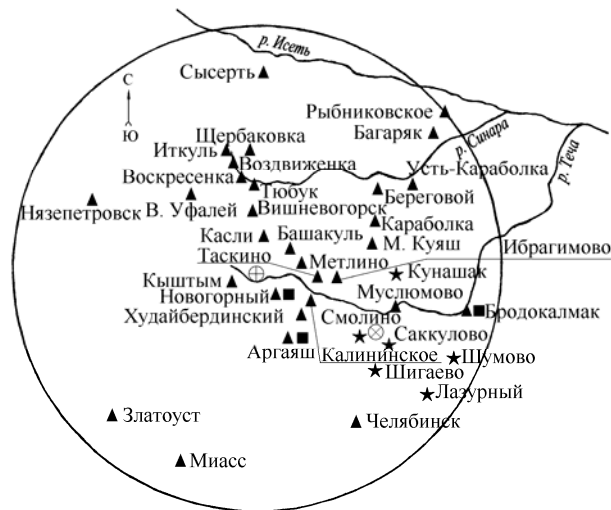 р. Исеть
С
Сысерть
Ю
Рыбниковское
Багаряк
р. Синара
р. Теча
Щербаковка
Иткуль
Воздвиженка
Воскресенка
Усть-Караболка
Тюбук
Береговой
Нязепетровск
В. Уфалей
Вишневогорск
Караболка
Касли
Башакуль
М. Куяш
Ибрагимово
Таскино
Метлино
Кунашак
Кыштым
Новогорный
Муслюмово
Худайбердинский
Смолино
Бродокалмак
Саккулово
Аргаяш
Калининское
Шумово
Шигаево
Лазурный
Златоуст
Челябинск
Миасс